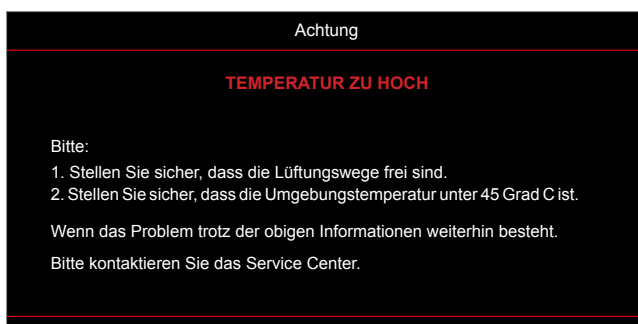 Achtung
TEMPERATUR ZU HOCH
Bitte:
1. Stellen Sie sicher, dass die Lüftungswege frei sind.
2. Stellen Sie sicher, dass die Umgebungstemperatur unter 45 Grad C ist.
Wenn das Problem trotz der obigen Informationen weiterhin besteht.
Bitte kontaktieren Sie das Service Center.